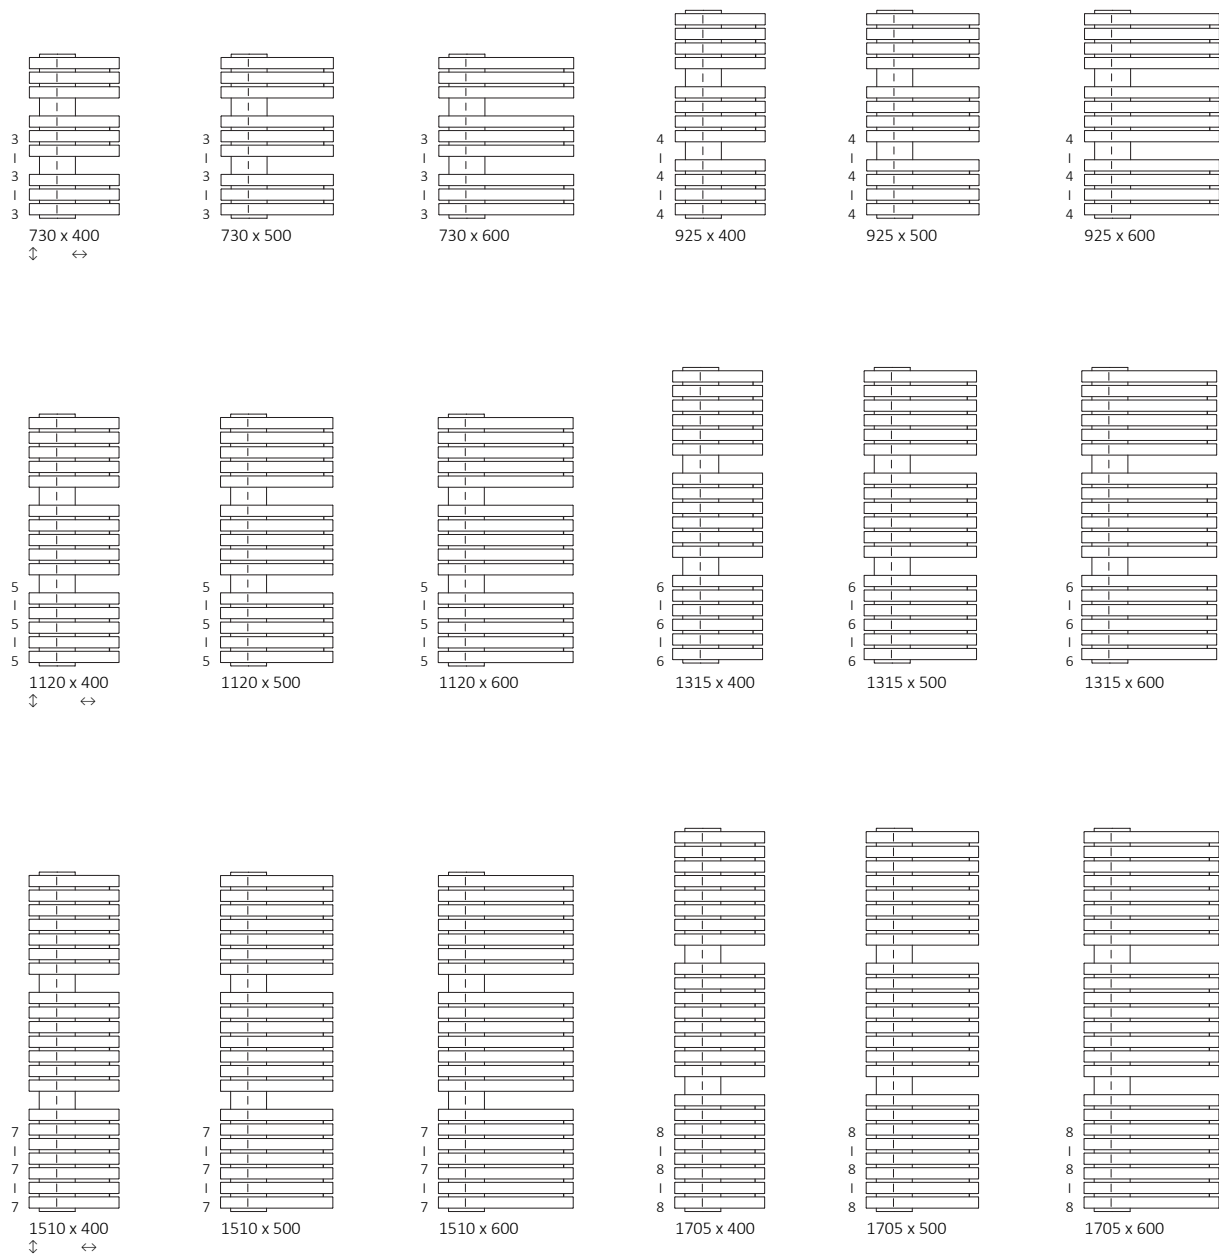 3
I
3
I
3
730 x 400
↕ ↔
3
I
3
I
3
730 x 500
3
I
3
I
3
730 x 600
4
I
4
I
4
925 x 400
4
I
4
I
4
925 x 500
4
I
4
I
4
925 x 600
5
I
5
I
5
1120 x 400
↕ ↔
5
I
5
I
5
1120 x 500
5
I
5
I
5
1120 x 600
6
I
6
I
6
1315 x 400
6
I
6
I
6
1315 x 500
6
I
6
I
6
1315 x 600
7
I
7
I
7
1510 x 400
↕ ↔
7
I
7
I
7
1510 x 500
7
I
7
I
7
1510 x 600
8
I
8
I
8
1705 x 400
8
I
8
I
8
1705 x 500
8
I
8
I
8
1705 x 600